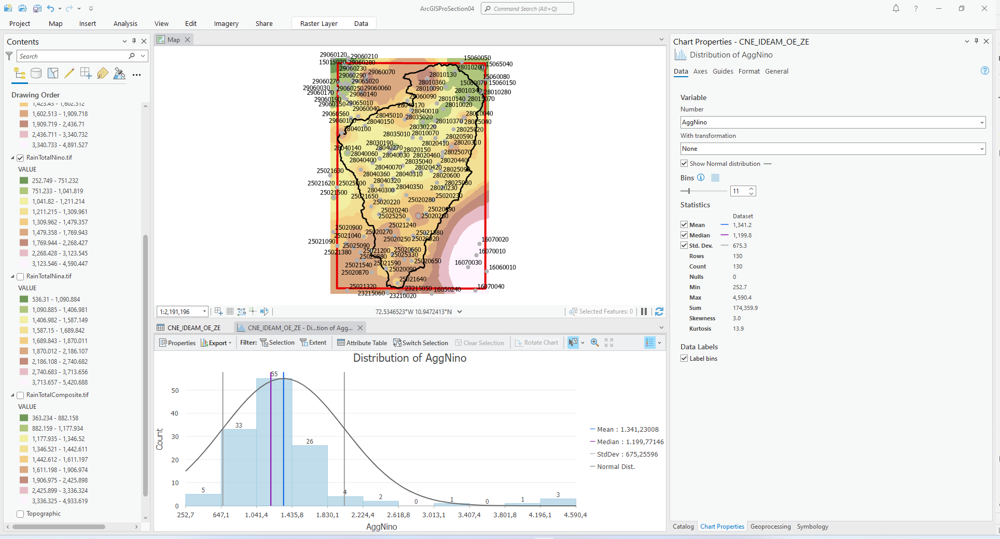 ArcGISProSection04
Command Search (Alt+Q)
Project Map Insert Analysis View Edit Imagery Share Raster Layer Data
Contents
Search
Drawing Order
1,423.43 - 1,602.512
1,602.513 - 1,909.718
1,909.719 - 2,436.71
2,436.711 - 3,340.732
3,340.733 - 4,891.527
RainTotalNino.tif
VALUE
252.749 - 751.232
751.233 - 1,041.819
1,041.82 - 1,211.214
1,211.215 - 1,309.961
1,309.962 - 1,479.357
1,479.358 - 1,769.943
1,769.944 - 2,268.427
2,268.428 - 3,123.545
3,123.546 - 4,590.447
RainTotalNina.tif
VALUE
536.31 - 1,090.884
1,090.885 - 1,406.981
1,406.982 - 1,587.149
1,587.15 - 1,689.842
1,689.843 - 1,870.011
1,870.012 - 2,186.107
2,186.108 - 2,740.682
2,740.683 - 3,713.656
3,713.657 - 5,420.688
RainTotalComposite.tif
VALUE
363.234 - 882.158
882.159 - 1,177.934
1,177.935 - 1,346.52
1,346.521 - 1,442.611
1,442.612 - 1,611.197
1,611.198 - 1,906.974
1,906.975 - 2,425.898
2,425.899 - 3,336.324
3,336.325 - 4,933.619
Topographic
Map
29060120 29060210 15060050
15015020 29060280 28010200 15065040
29060230 29060070 28010130
29060290 15060080
29060270 29065020 28010360 15060070 15060150
29060030 29060250 29060060 28010090 28010340
29060170 29060140 29060090 28010280
29060190 28010140 28015070
29060150 29065010 28040170 28010020
29060040 28040010
29060560 28045010 28035020 28010040
29060100 28040150 28010370 28025040
28040100 28030220 28025020
28035010 28010070 28020590
28030190 28020410 28020310
28040140 28040270 28020150 28025070
28040060 28040030 28020460
28040400 28035040 28020440
28040070 28020420 28025090
25021630 28040360 28040310 28020600
28040320 28025080
25021620 25025300 28040350 28020230
25021500 28040300
25021650 25020280 25020230
25020220
25020240 25020690
25025250 25020260
25021240
25020900 25020270 25021580
25021040 25020250 25020920
25021090 25025090 16070020
25021380 25021200 25020660
25020880 25025330 16070010
25021540 25021590 25020650 16070030
25020870 25020090 16060010
25021640
25021320 23215050 16050240 16070040
23215060 23210020
1:2,191,196 72.5346523°W 10.9472413°N Selected Features: 0
CNE_IDEAM_OE_ZE CNE_IDEAM_OE_ZE - Di...tion of Agg...
Properties Export Filter: Selection Extent Attribute Table Switch Selection Clear Selection Rotate Chart
Distribution of AggNino
Count
50
40
30
20
10
0
5 33 55 26 4 2 0 1 0 1 3
252,7 647,1 1.041,4 1.435,8 1.830,1 2.224,4 2.618,8 3.013,1 3.407,4 3.801,8 4.196,1 4.590,4
AggNino
Mean : 1.341,23008
Median : 1.199,77146
StdDev : 675,25596
Normal Dist.
Chart Properties - CNE_IDEAM_OE_ZE
Distribution of AggNino
Data Axes Guides Format General
Variable
Number
AggNino
With transformation
None
Show Normal distribution
Bins
11
Statistics
Dataset
Mean 1,341.2
Median 1,199.8
Std. Dev. 675.3
Rows 130
Count 130
Nulls 0
Min 252.7
Max 4,590.4
Sum 174,359.9
Skewness 3.0
Kurtosis 13.9
Data Labels
Label bins
Catalog Chart Properties Geoprocessing Symbology